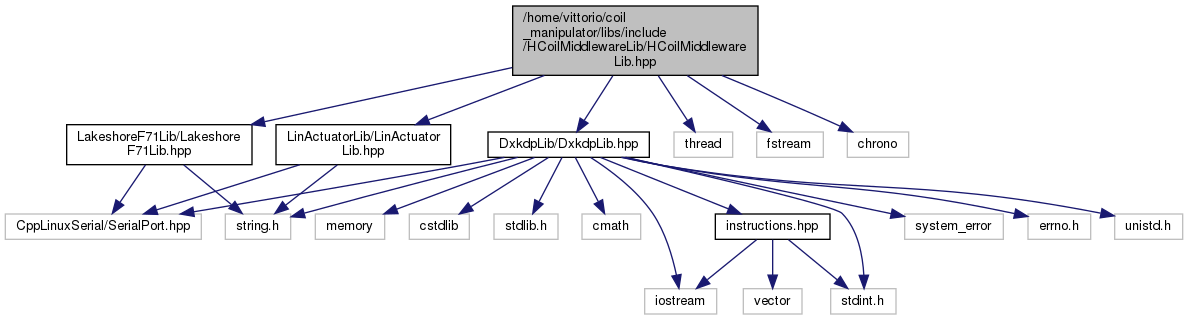 /home/vittorio/coil
_manipulator/libs/include
/HCoilMiddlewareLib/HCoilMiddleware
Lib.hpp
LakeshoreF71Lib/Lakeshore
F71Lib.hpp
LinActuatorLib/LinActuator
Lib.hpp
DxkdpLib/DxkdpLib.hpp
thread
fstream
chrono
CppLinuxSerial/SerialPort.hpp
string.h
memory
cstdlib
stdlib.h
cmath
instructions.hpp
system_error
errno.h
unistd.h
iostream
vector
stdint.h